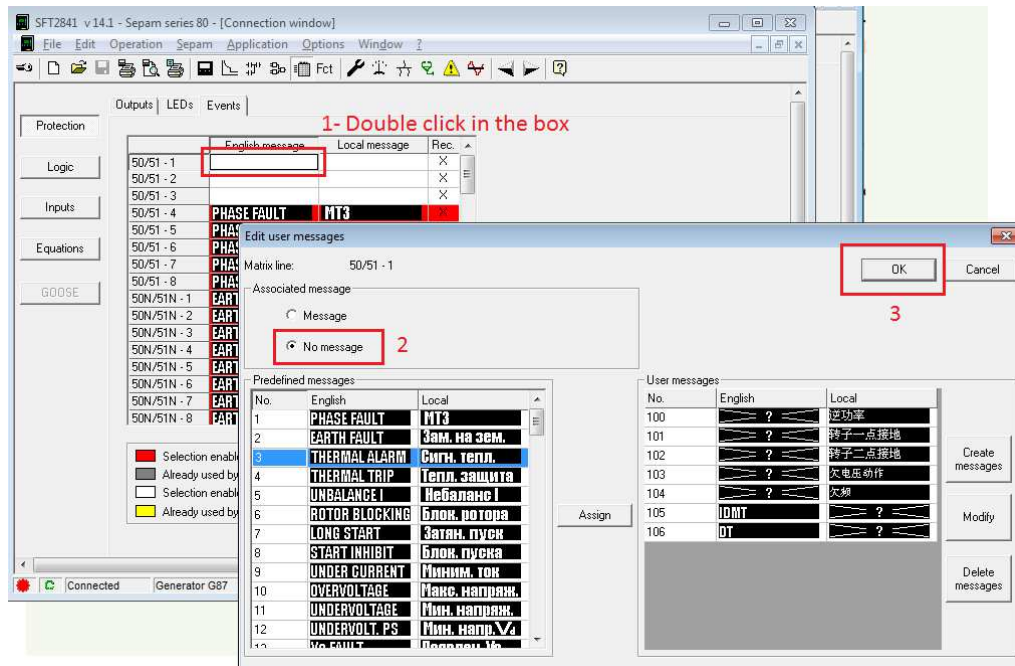 SFT2841 v 14.1 - Sepam series 80 - [Connection window]
File Edit Operation Sepam Application Options Window ?
Fct
Outputs LEDs Events
1- Double click in the box
Protection
Logic
Inputs
Equations
GOOSE
English message Local message Rec.
50/51 - 1 X
50/51 - 2 X
50/51 - 3 X
50/51 - 4 PHASE FAULT МТЗ X
50/51 - 5
50/51 - 6
50/51 - 7
50/51 - 8
50N/51N - 1
50N/51N - 2
50N/51N - 3
50N/51N - 4
50N/51N - 5
50N/51N - 6
50N/51N - 7
50N/51N - 8
Selection
Already used by
Selection
Already used by
Connected Generator G87
Edit user messages
Matrix line: 50/51 - 1
OK Cancel
3
Associated message
Message
No message 2
Predefined messages
No. English Local
1 PHASE FAULT МТЗ
2 EARTH FAULT Зам. на зем.
3 THERMAL ALARM Сигн. тепл.
4 THERMAL TRIP Тепл. защита
5 UNBALANCE I Небаланс I
6 ROTOR BLOCKING Блок. ротора
7 LONG START Затян. пуск
8 START INHIBIT Блок. пуска
9 UNDER CURRENT Миним. ток
10 OVERVOLTAGE Макс. напряж.
11 UNDERVOLTAGE Мин. напряж.
12 UNDERVOLT. PS Мин. напр.Vd
Assign
User messages
No. English Local
100 ? 逆功率
101 ? 转子一点接地
102 ? 转子二点接地
103 ? 欠电压动作
104 ? 欠频
105 IDMT ?
106 DT ?
Create messages
Modify
Delete messages